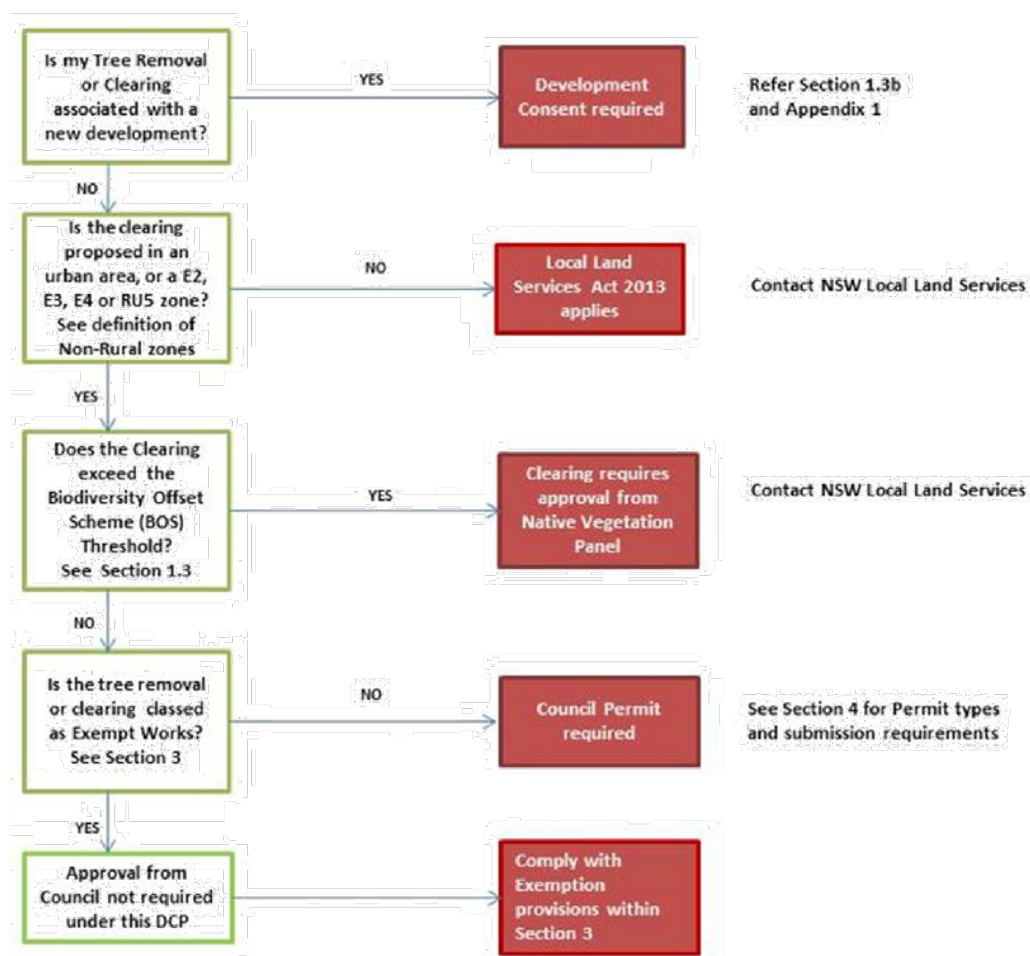 Is my Tree Removal
or Clearing
associated with a
new development?
YES
Development
Consent required
Refer Section 1.3b
and Appendix 1
NO
Is the clearing
proposed in an
urban area, or a E2,
E3, E4 or RU5 zone?
See definition of
Non-Rural zones
NO
Local Land
Services Act 2013
applies
Contact NSW Local Land Services
YES
Does the Clearing
exceed the
Biodiversity Offset
Scheme (BOS)
Threshold?
See Section 1.3
YES
Clearing requires
approval from
Native Vegetation
Panel
Contact NSW Local Land Services
NO
Is the tree removal
or clearing classed
as Exempt Works?
See Section 3
NO
Council Permit
required
See Section 4 for Permit types
and submission requirements
YES
Approval from
Council not required
under this DCP
Comply with
Exemption
provisions within
Section 3